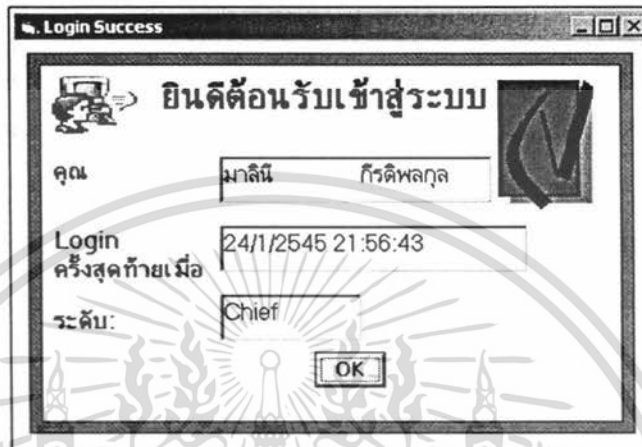 Login Success
ยินดีต้อนรับเข้าสู่ระบบ
คุณ มาลินี กีรติพลกุล
Login 24/1/2545 21:56:43
ครั้งสุดท้ายเมื่อ
ระดับ: Chief
OK